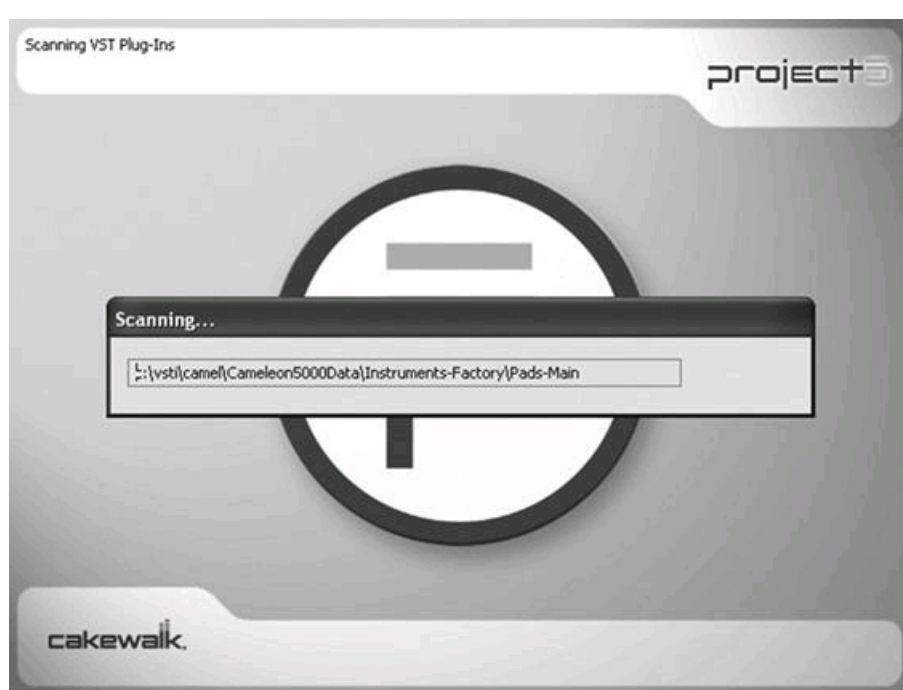 Scanning VST Plug-Ins
project5
Scanning...
:\vsti\camel\Cameleon5000Data\Instruments-Factory\Pads-Main
cakewalk.